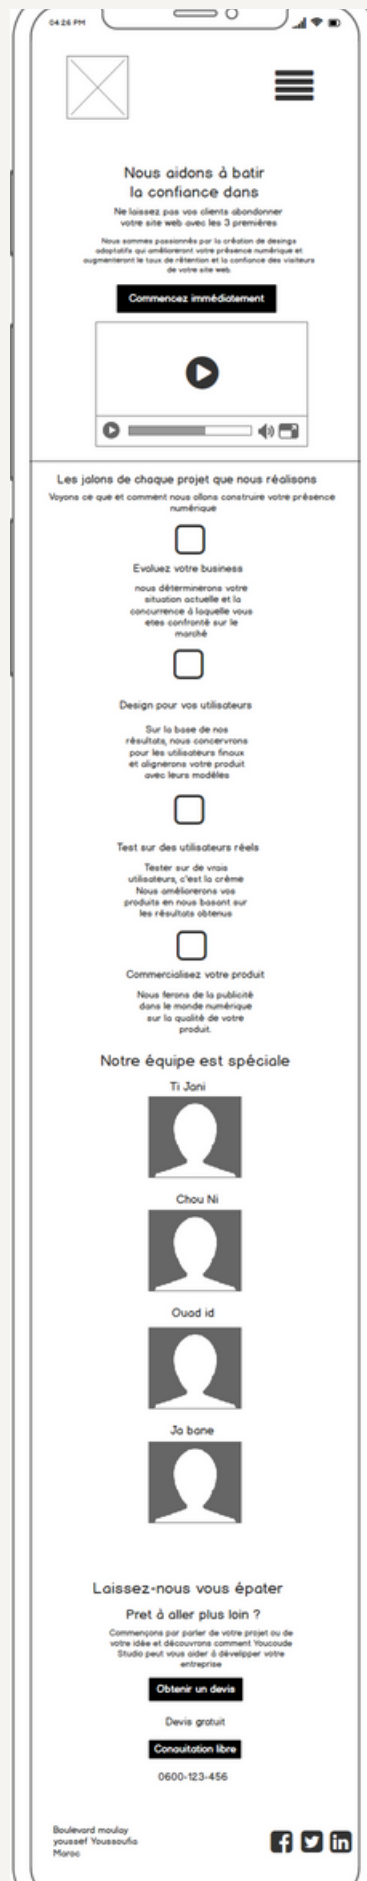 04:26 PM
Nous aidons à batir
la confiance dans
Ne laissez pas vos clients abondonner
votre site web avec les 3 premières
Nous sommes passionnés par la création de desings
adaptatifs qui amélioreront votre présence numérique et
augmenteront le taux de rétention et la confiance des visiteurs
de votre site web.
Commencez immédiatement
Les jalons de chaque projet que nous réalisons
Voyons ce que et comment nous allons construire votre présence
numérique
Evaluez votre business
nous déterminerons votre
situation actuelle et la
concurrence à laquelle vous
etes confronté sur le
marché
Design pour vos utilisateurs
Sur la base de nos
résultats, nous concervrons
pour les utilisateurs finaux
et alignerons votre produit
avec leurs modèles
Test sur des utilisateurs réels
Tester sur de vrais
utilisateurs, c'est la crème
Nous améliorerons vos
produits en nous basant sur
les résultats obtenus
Commercialisez votre produit
Nous ferons de la publicité
dans le monde numérique
sur la qualité de votre
produit.
Notre équipe est spéciale
Ti Jani
Chou Ni
Ouad id
Ja bane
Laissez-nous vous épater
Pret à aller plus loin ?
Commençons par parler de votre projet ou de
votre idée et découvrons comment Youcoude
Studio peut vous aider à dévelipper votre
entreprise
Obtenir un devis
Devis gratuit
Conquitation libre
0600-123-456
Boulevard moulay
youssef Youssoufia
Maroc